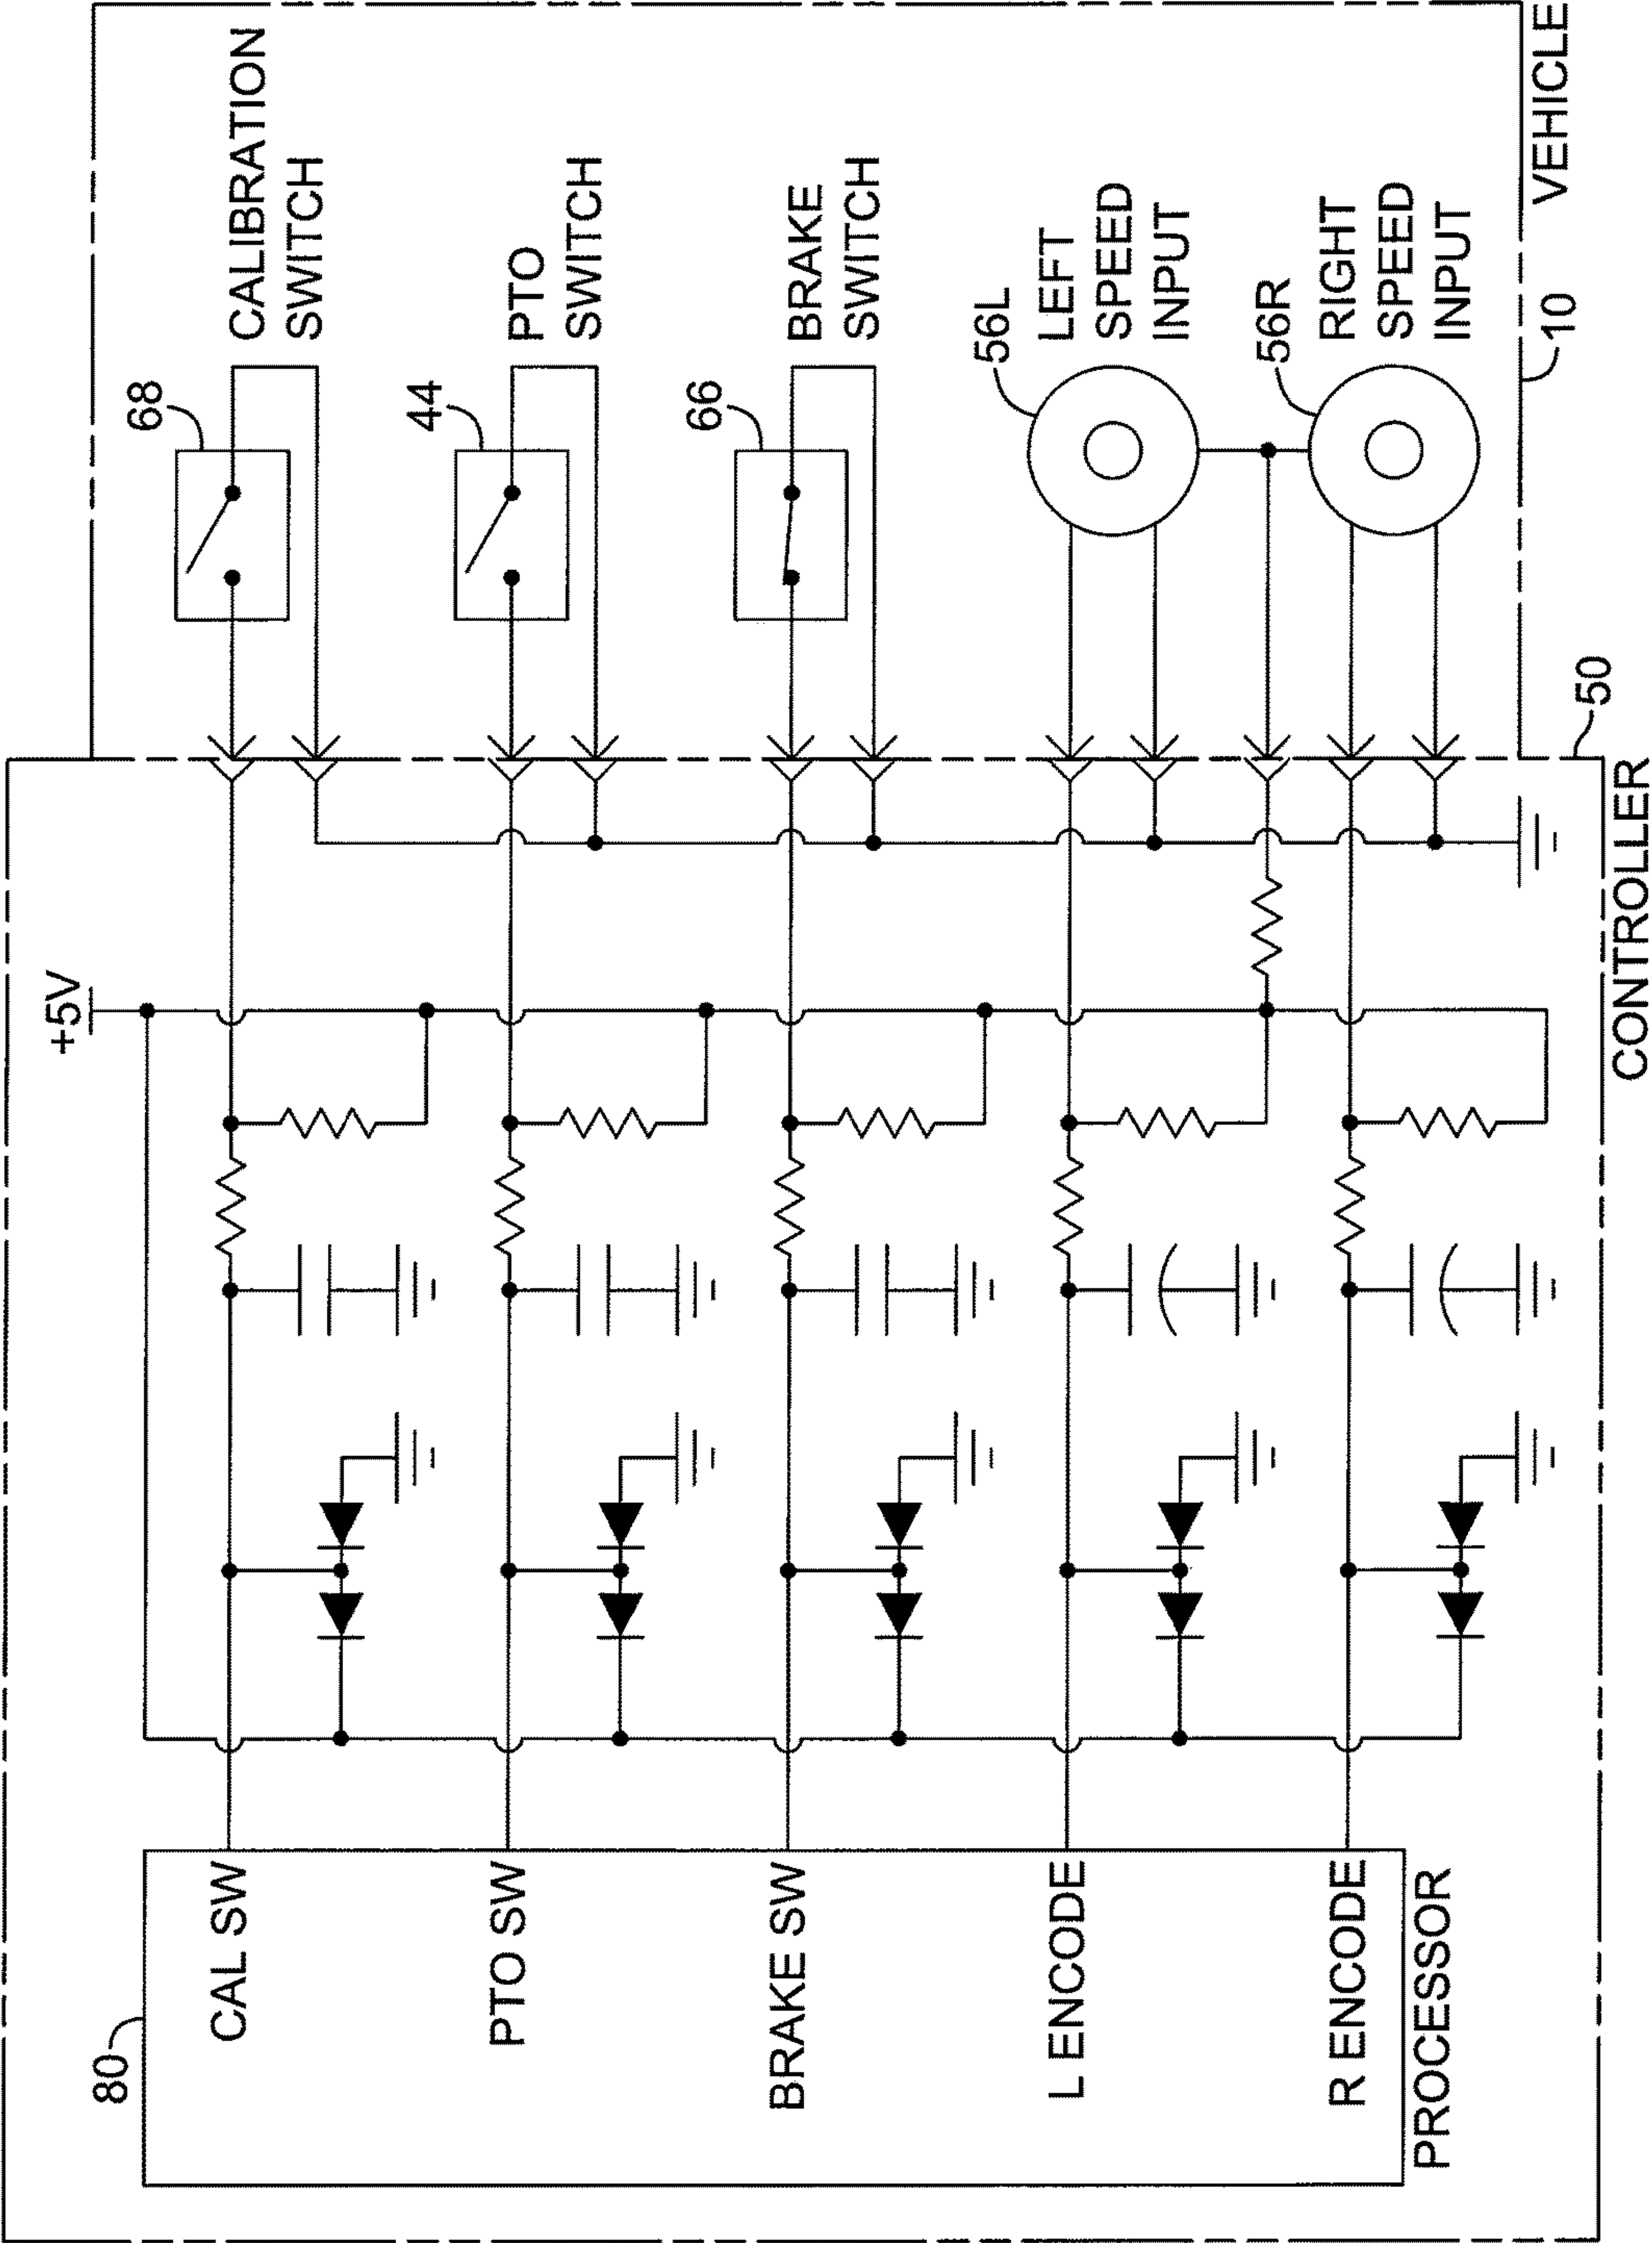 +5V
80
CAL SW
PTO SW
BRAKE SW
L ENCODE
R ENCODE
PROCESSOR
CONTROLLER
50
68
CALIBRATION
SWITCH
44
PTO
SWITCH
66
BRAKE
SWITCH
56L
LEFT
SPEED
INPUT
56R
RIGHT
SPEED
INPUT
10
VEHICLE